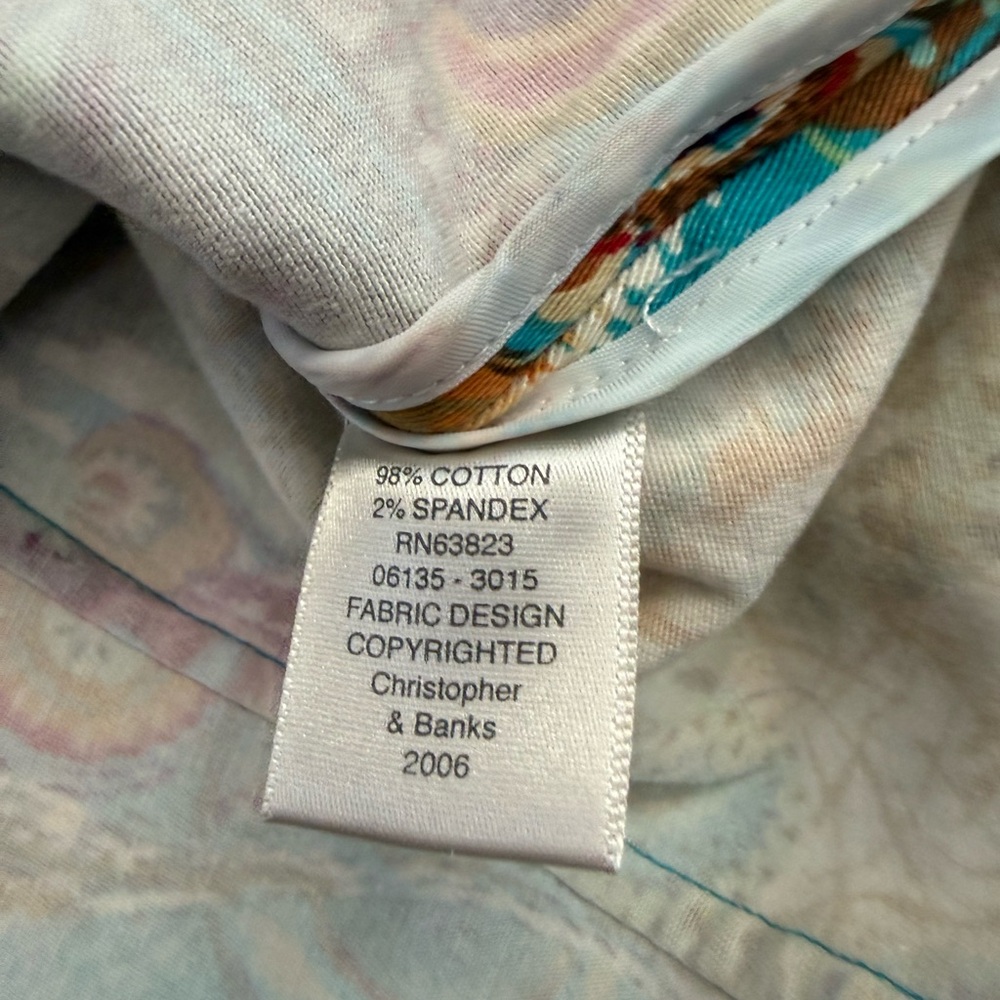 98% COTTON
2% SPANDEX
RN63823
06135 - 3015
FABRIC DESIGN
COPYRIGHTED
Christopher
& Banks
2006